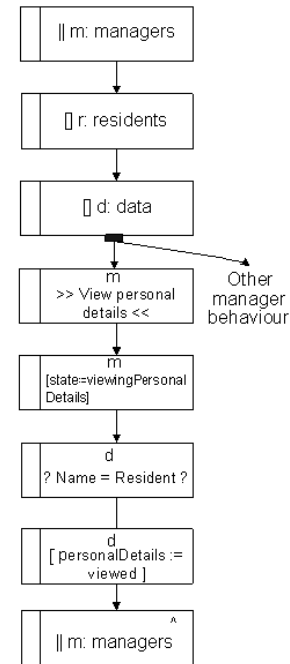 || m: managers
[] r: residents
[] d: data
m
>> View personal
details <<
Other
manager
behaviour
m
[state:=viewingPersonal
Details]
d
? Name = Resident ?
d
[ personalDetails :=
viewed ]
^
|| m: managers